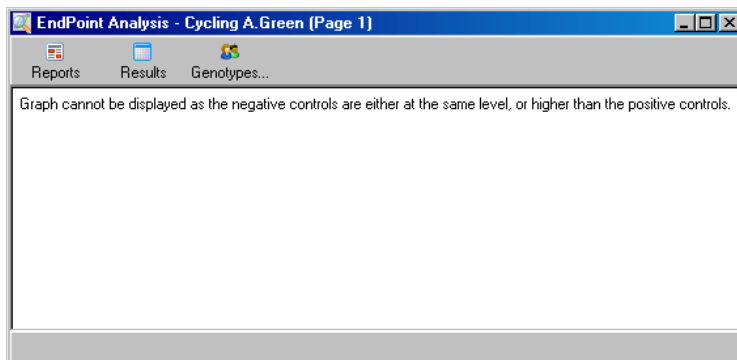 EndPoint Analysis - Cycling A.Green (Page 1)
Reports Results Genotypes...
Graph cannot be displayed as the negative controls are either at the same level, or higher than the positive controls.